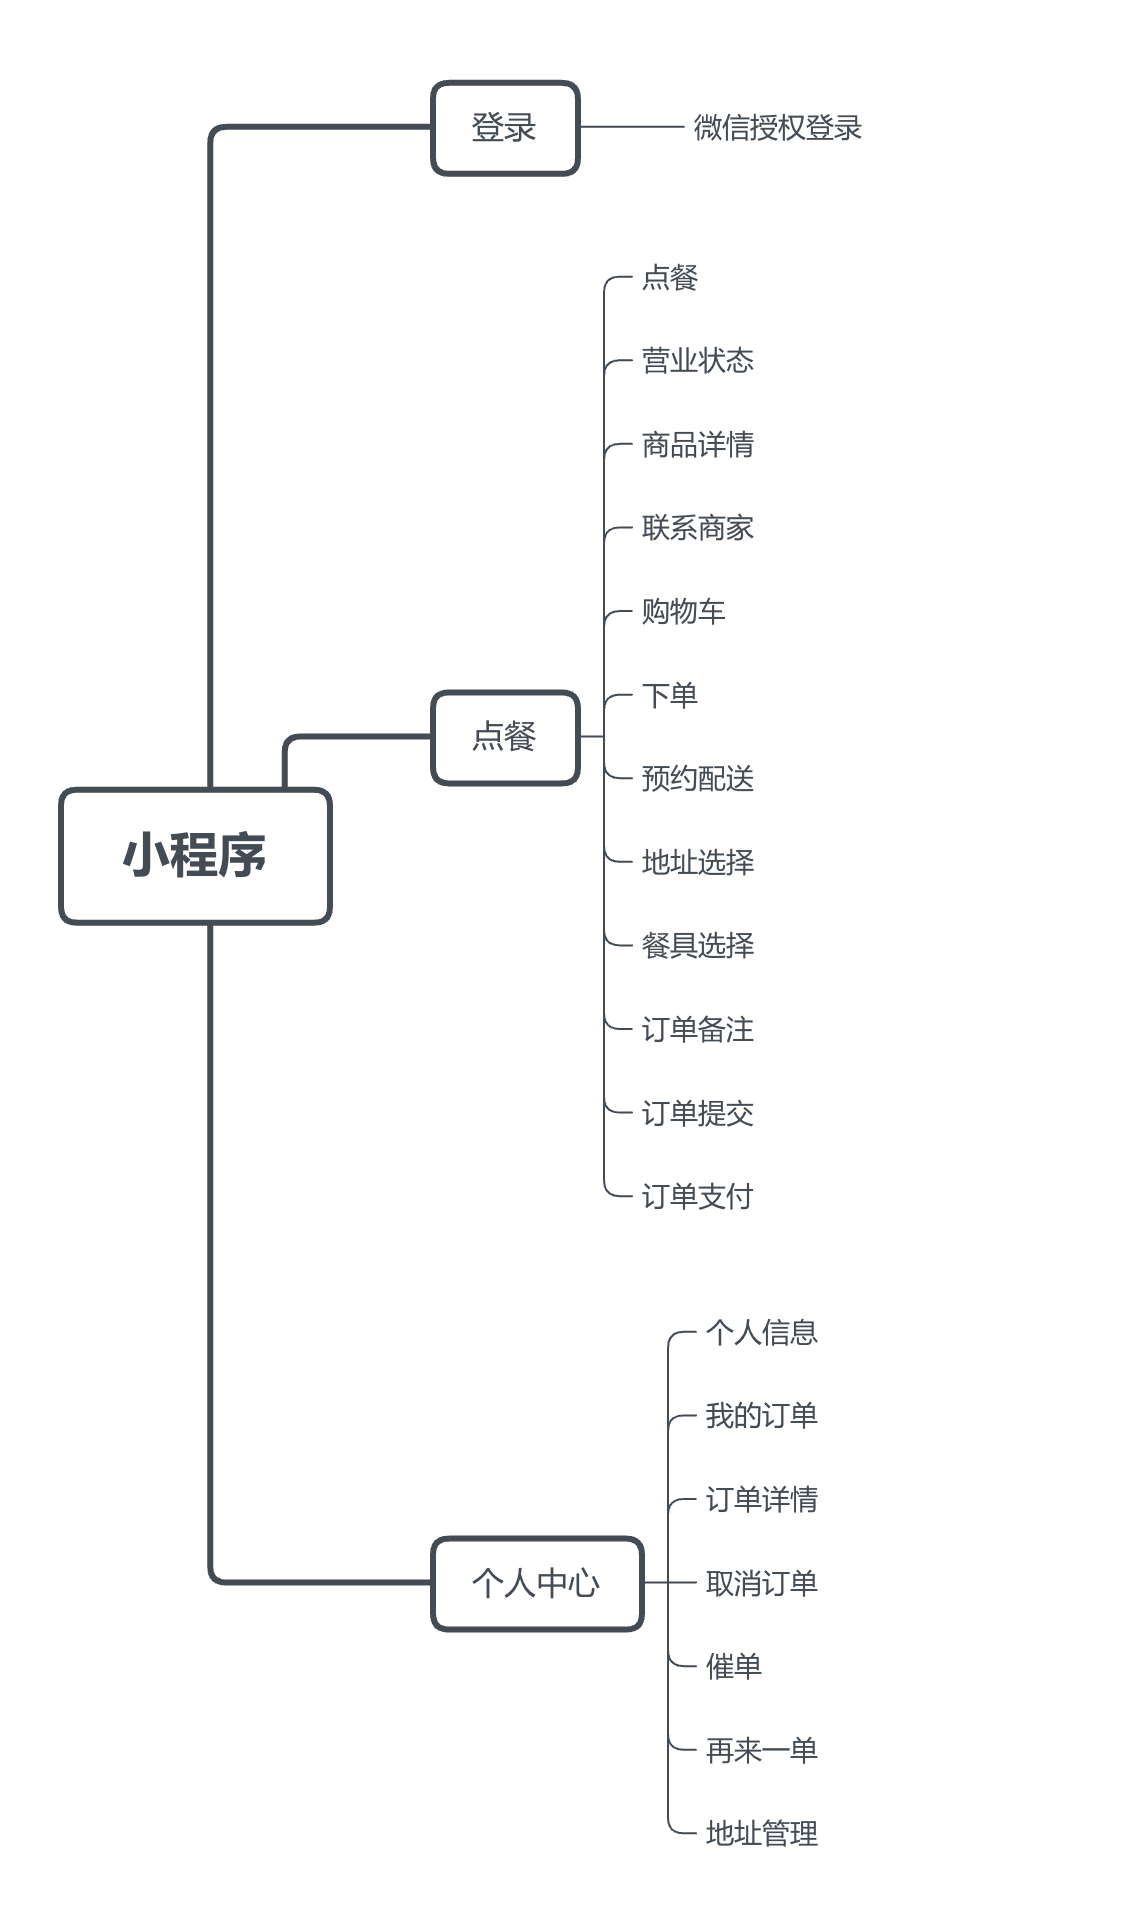 登录
微信授权登录
点餐
营业状态
商品详情
联系商家
购物车
下单
点餐
预约配送
小程序
地址选择
餐具选择
订单备注
订单提交
订单支付
个人信息
我的订单
订单详情
个人中心
取消订单
催单
再来一单
地址管理